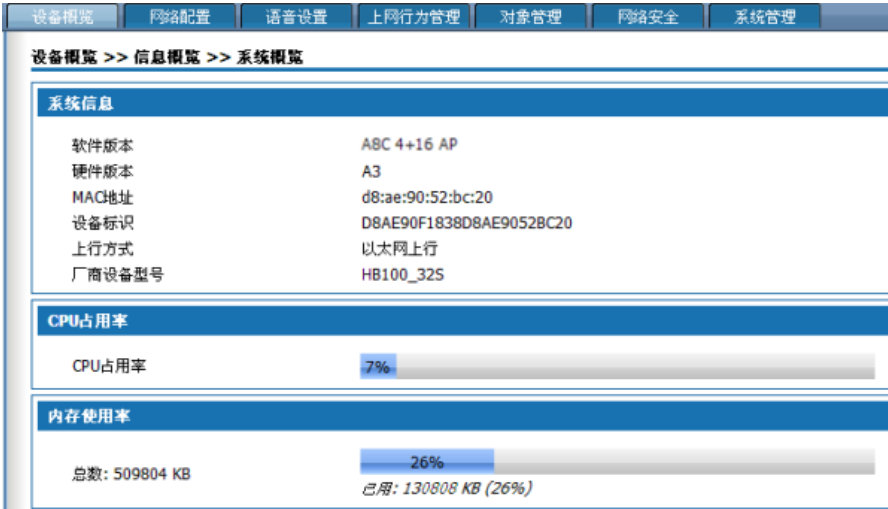 设备概览 网络配置 语音设置 上网行为管理 对象管理 网络安全 系统管理
设备概览 >> 信息概览 >> 系统概览
系统信息
软件版本 A8C 4+16 AP
硬件版本 A3
MAC地址 d8:ae:90:52:bc:20
设备标识 D8AE90F1838D8AE9052BC20
上行方式 以太网上行
厂商设备型号 HB100_32S
CPU占用率
CPU占用率 7%
内存使用率
26%
总数: 509804 KB
已用: 130808 KB (26%)